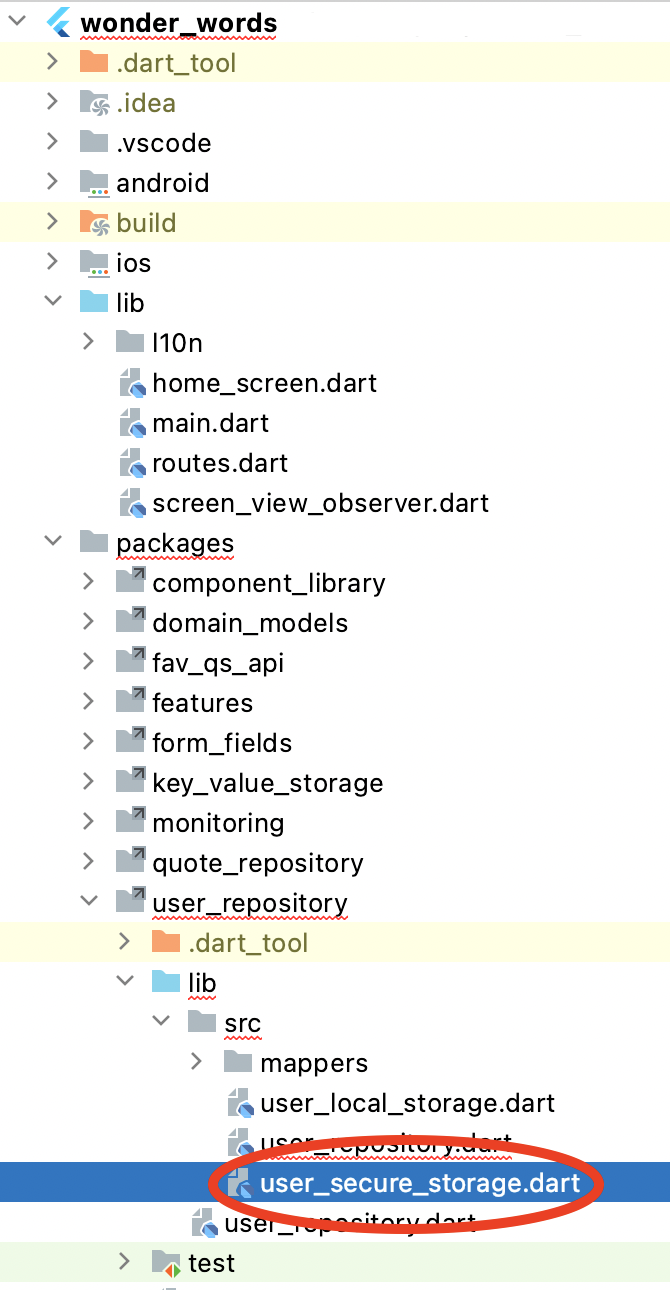 wonder_words
.dart_tool
.idea
.vscode
android
build
ios
lib
l10n
home_screen.dart
main.dart
routes.dart
screen_view_observer.dart
packages
component_library
domain_models
fav_qs_api
features
form_fields
key_value_storage
monitoring
quote_repository
user_repository
.dart_tool
lib
src
mappers
user_local_storage.dart
user_repository.dart
user_secure_storage.dart
user_repository.dart
test